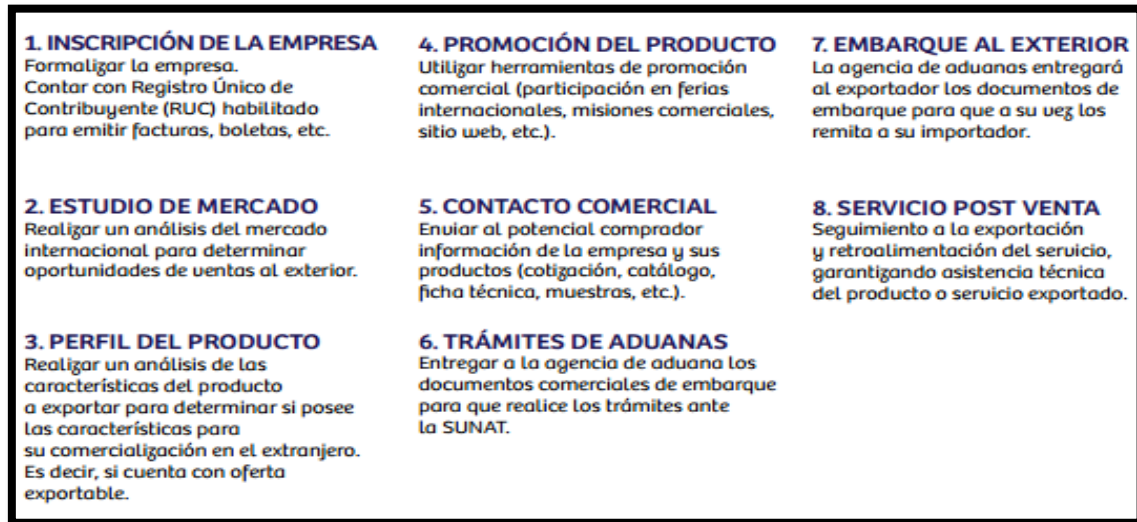 1. INSCRIPCIÓN DE LA EMPRESA
Formalizar la empresa.
Contar con Registro Único de
Contribuyente (RUC) habilitado
para emitir facturas, boletas, etc.
2. ESTUDIO DE MERCADO
Realizar un análisis del mercado
internacional para determinar
oportunidades de ventas al exterior.
3. PERFIL DEL PRODUCTO
Realizar un análisis de las
características del producto
a exportar para determinar si posee
las características para
su comercialización en el extranjero.
Es decir, si cuenta con oferta
exportable.
4. PROMOCIÓN DEL PRODUCTO
Utilizar herramientas de promoción
comercial (participación en ferias
internacionales, misiones comerciales,
sitio web, etc.).
5. CONTACTO COMERCIAL
Enviar al potencial comprador
información de la empresa y sus
productos (cotización, catálogo,
ficha técnica, muestras, etc.).
6. TRÁMITES DE ADUANAS
Entregar a la agencia de aduana los
documentos comerciales de embarque
para que realice los trámites ante
la SUNAT.
7. EMBARQUE AL EXTERIOR
La agencia de aduanas entregará
al exportador los documentos de
embarque para que a su vez los
remita a su importador.
8. SERVICIO POST VENTA
Seguimiento a la exportación
y retroalimentación del servicio,
garantizando asistencia técnica
del producto o servicio exportado.